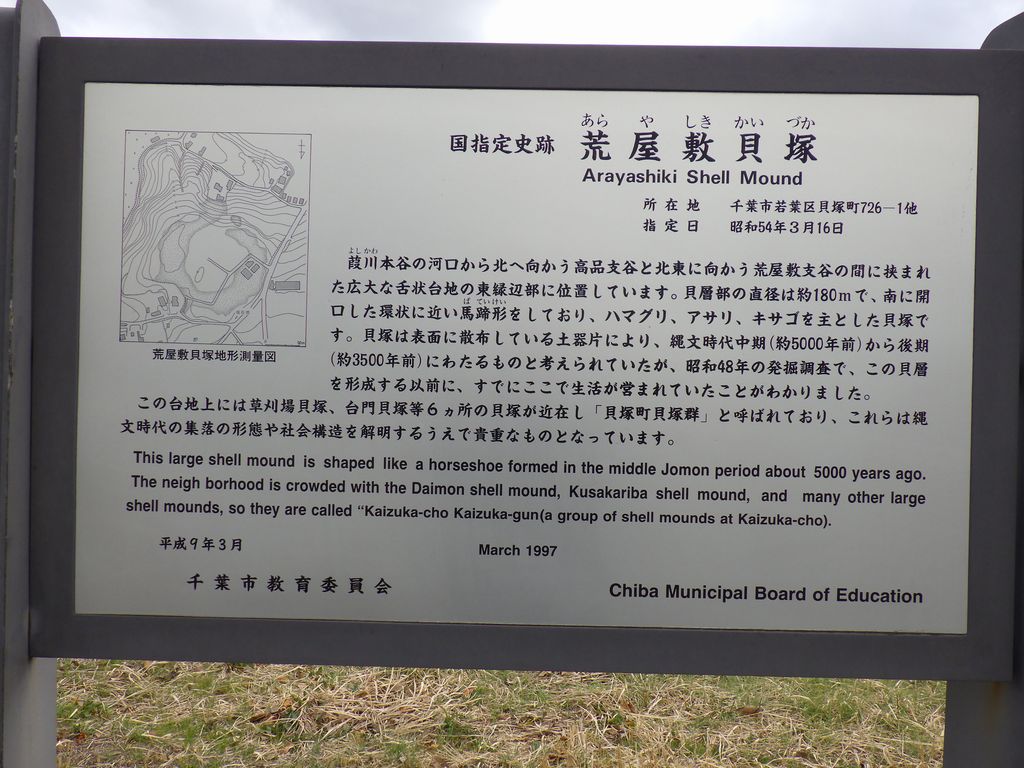 あら や しき かい づか
国指定史跡 荒屋敷貝塚
Arayashiki Shell Mound
所在地 千葉市若葉区貝塚町726－1他
指定日 昭和54年3月16日
よしかわ
葭川本谷の河口から北へ向かう高品支谷と北東に向かう荒屋敷支谷の間に挟まれ
た広大な舌状台地の東縁辺部に位置しています。貝層部の直径は約180mで、南に開
ばていけい
口した環状に近い馬蹄形をしており、ハマグリ、アサリ、キサゴを主とした貝塚で
す。貝塚は表面に散布している土器片により、縄文時代中期(約5000年前)から後期
(約3500年前)にわたるものと考えられていたが、昭和48年の発掘調査で、この貝層
を形成する以前に、すでにここで生活が営まれていたことがわかりました。
荒屋敷貝塚地形測量図
この台地上には草刈場貝塚、台門貝塚等6ヵ所の貝塚が近在し「貝塚町貝塚群」と呼ばれており、これらは縄
文時代の集落の形態や社会構造を解明するうえで貴重なものとなっています。
This large shell mound is shaped like a horseshoe formed in the middle Jomon period about 5000 years ago.
The neigh borhood is crowded with the Daimon shell mound, Kusakariba shell mound, and many other large
shell mounds, so they are called “Kaizuka-cho Kaizuka-gun(a group of shell mounds at Kaizuka-cho).
平成9年3月 March 1997
千葉市教育委員会 Chiba Municipal Board of Education